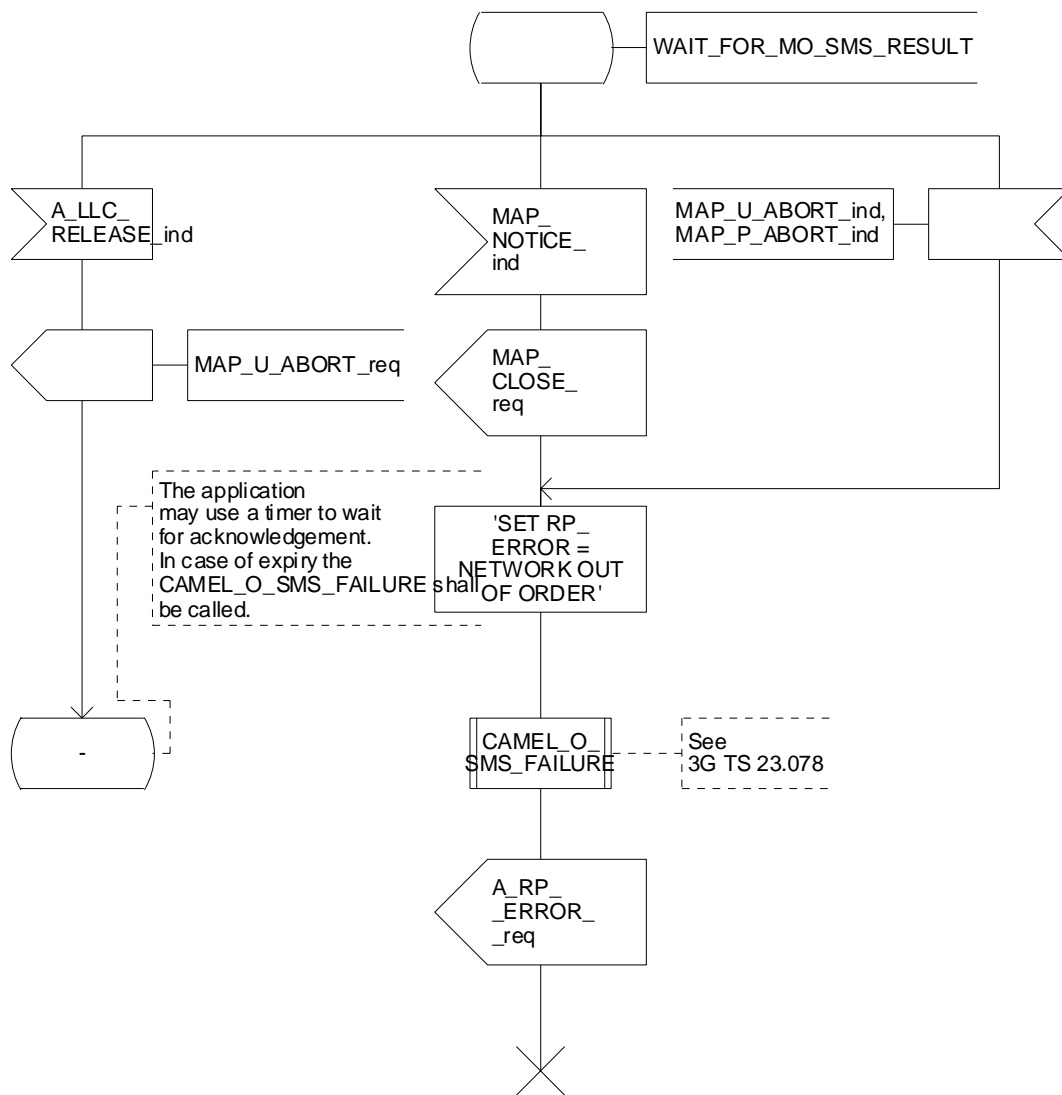 WAIT_FOR_MO_SMS_RESULT
A_LLC_
RELEASE_ind
MAP_
NOTICE_
ind
MAP_U_ABORT_ind,
MAP_P_ABORT_ind
MAP_U_ABORT_req
MAP_
CLOSE_
req
The application
may use a timer to wait
for acknowledgement.
In case of expiry the
CAMEL_O_SMS_FAILURE shall
be called.
'SET RP_
ERROR =
NETWORK OUT
OF ORDER'
-
CAMEL_O_
SMS_FAILURE
See
3G TS 23.078
A_RP_
_ERROR_
_req